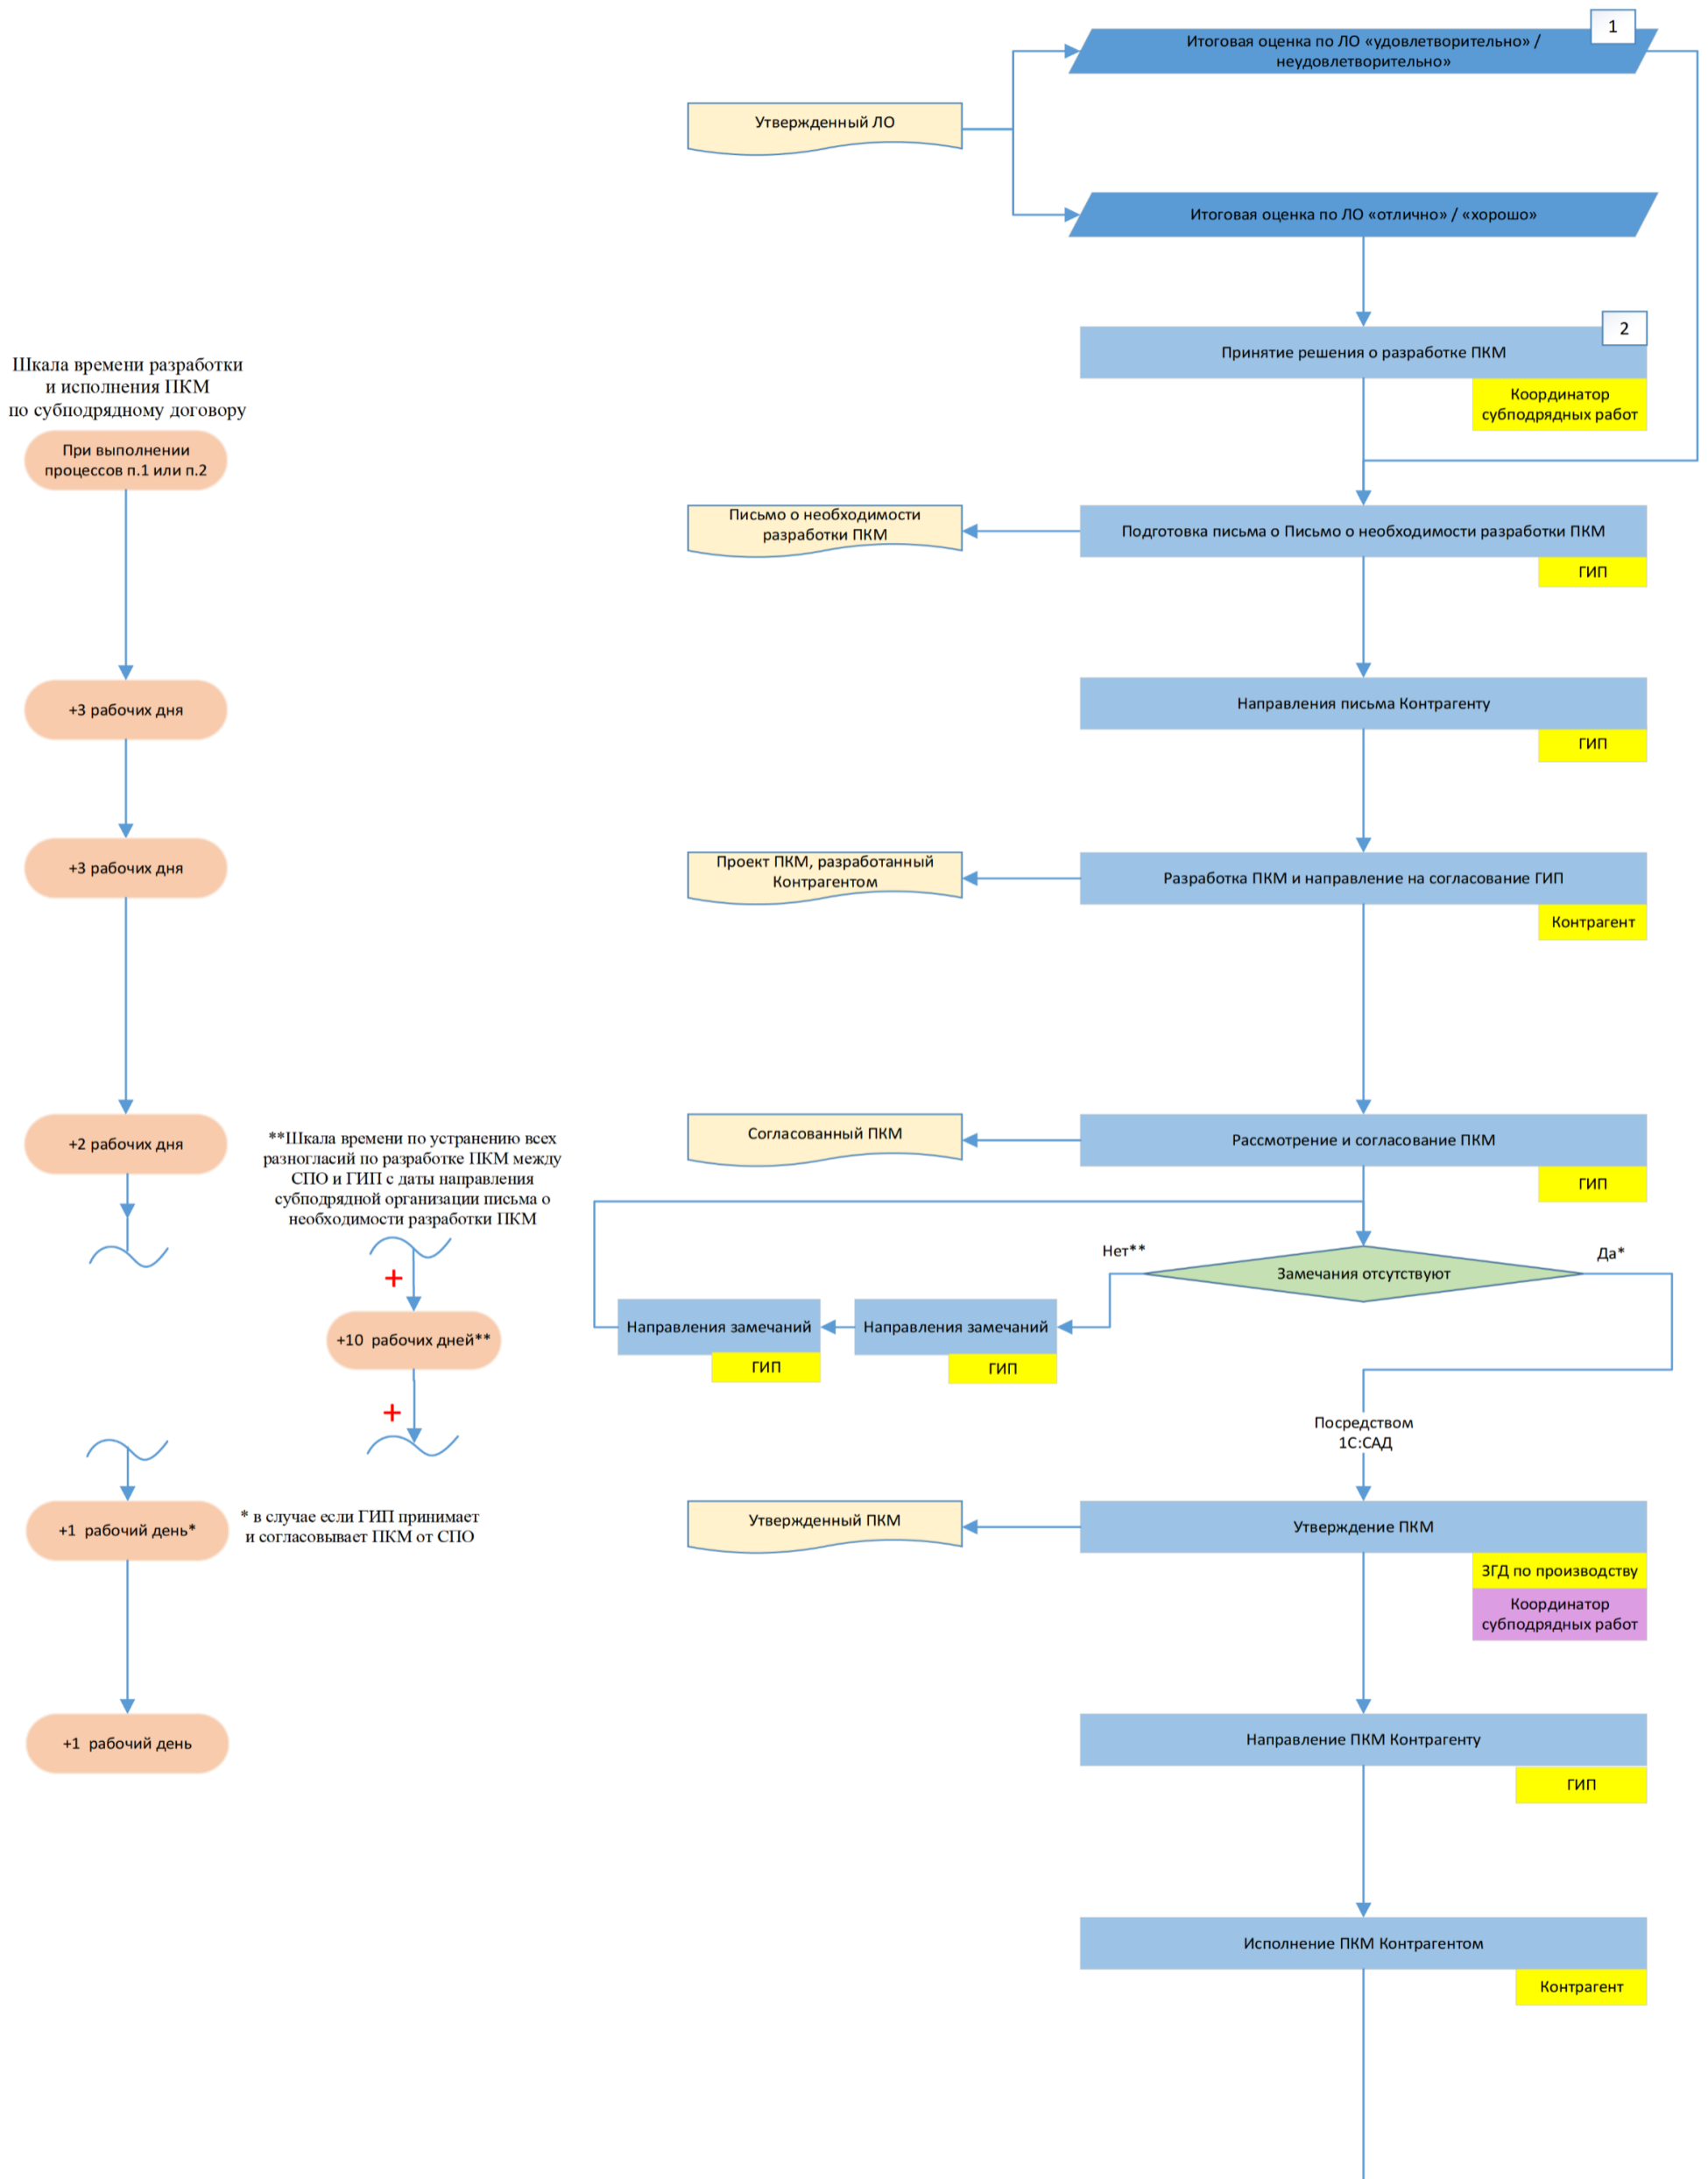 1
Итоговая оценка по ЛО «удовлетворительно» /
неудовлетворительно»
Утвержденный ЛО
Итоговая оценка по ЛО «отлично» / «хорошо»
2
Принятие решения о разработке ПКМ
Координатор
субподрядных работ
Шкала времени разработки
и исполнения ПКМ
по субподрядному договору
При выполнении
процессов п.1 или п.2
Письмо о необходимости
разработки ПКМ
Подготовка письма о Письмо о необходимости разработки ПКМ
ГИП
+3 рабочих дня
Направления письма Контрагенту
ГИП
+3 рабочих дня
Проект ПКМ, разработанный
Контрагентом
Разработка ПКМ и направление на согласование ГИП
Контрагент
+2 рабочих дня
**Шкала времени по устранению всех
разногласий по разработке ПКМ между
СПО и ГИП с даты направления
субподрядной организации письма о
необходимости разработки ПКМ
Согласованный ПКМ
Рассмотрение и согласование ПКМ
ГИП
Нет**
Замечания отсутствуют
Да*
+
+10 рабочих дней**
+
Направления замечаний
ГИП
Направления замечаний
ГИП
Посредством
1С:САД
+1 рабочий день*
* в случае если ГИП принимает
и согласовывает ПКМ от СПО
Утвержденный ПКМ
Утверждение ПКМ
ЗГД по производству
Координатор
субподрядных работ
+1 рабочий день
Направление ПКМ Контрагенту
ГИП
Исполнение ПКМ Контрагентом
Контрагент